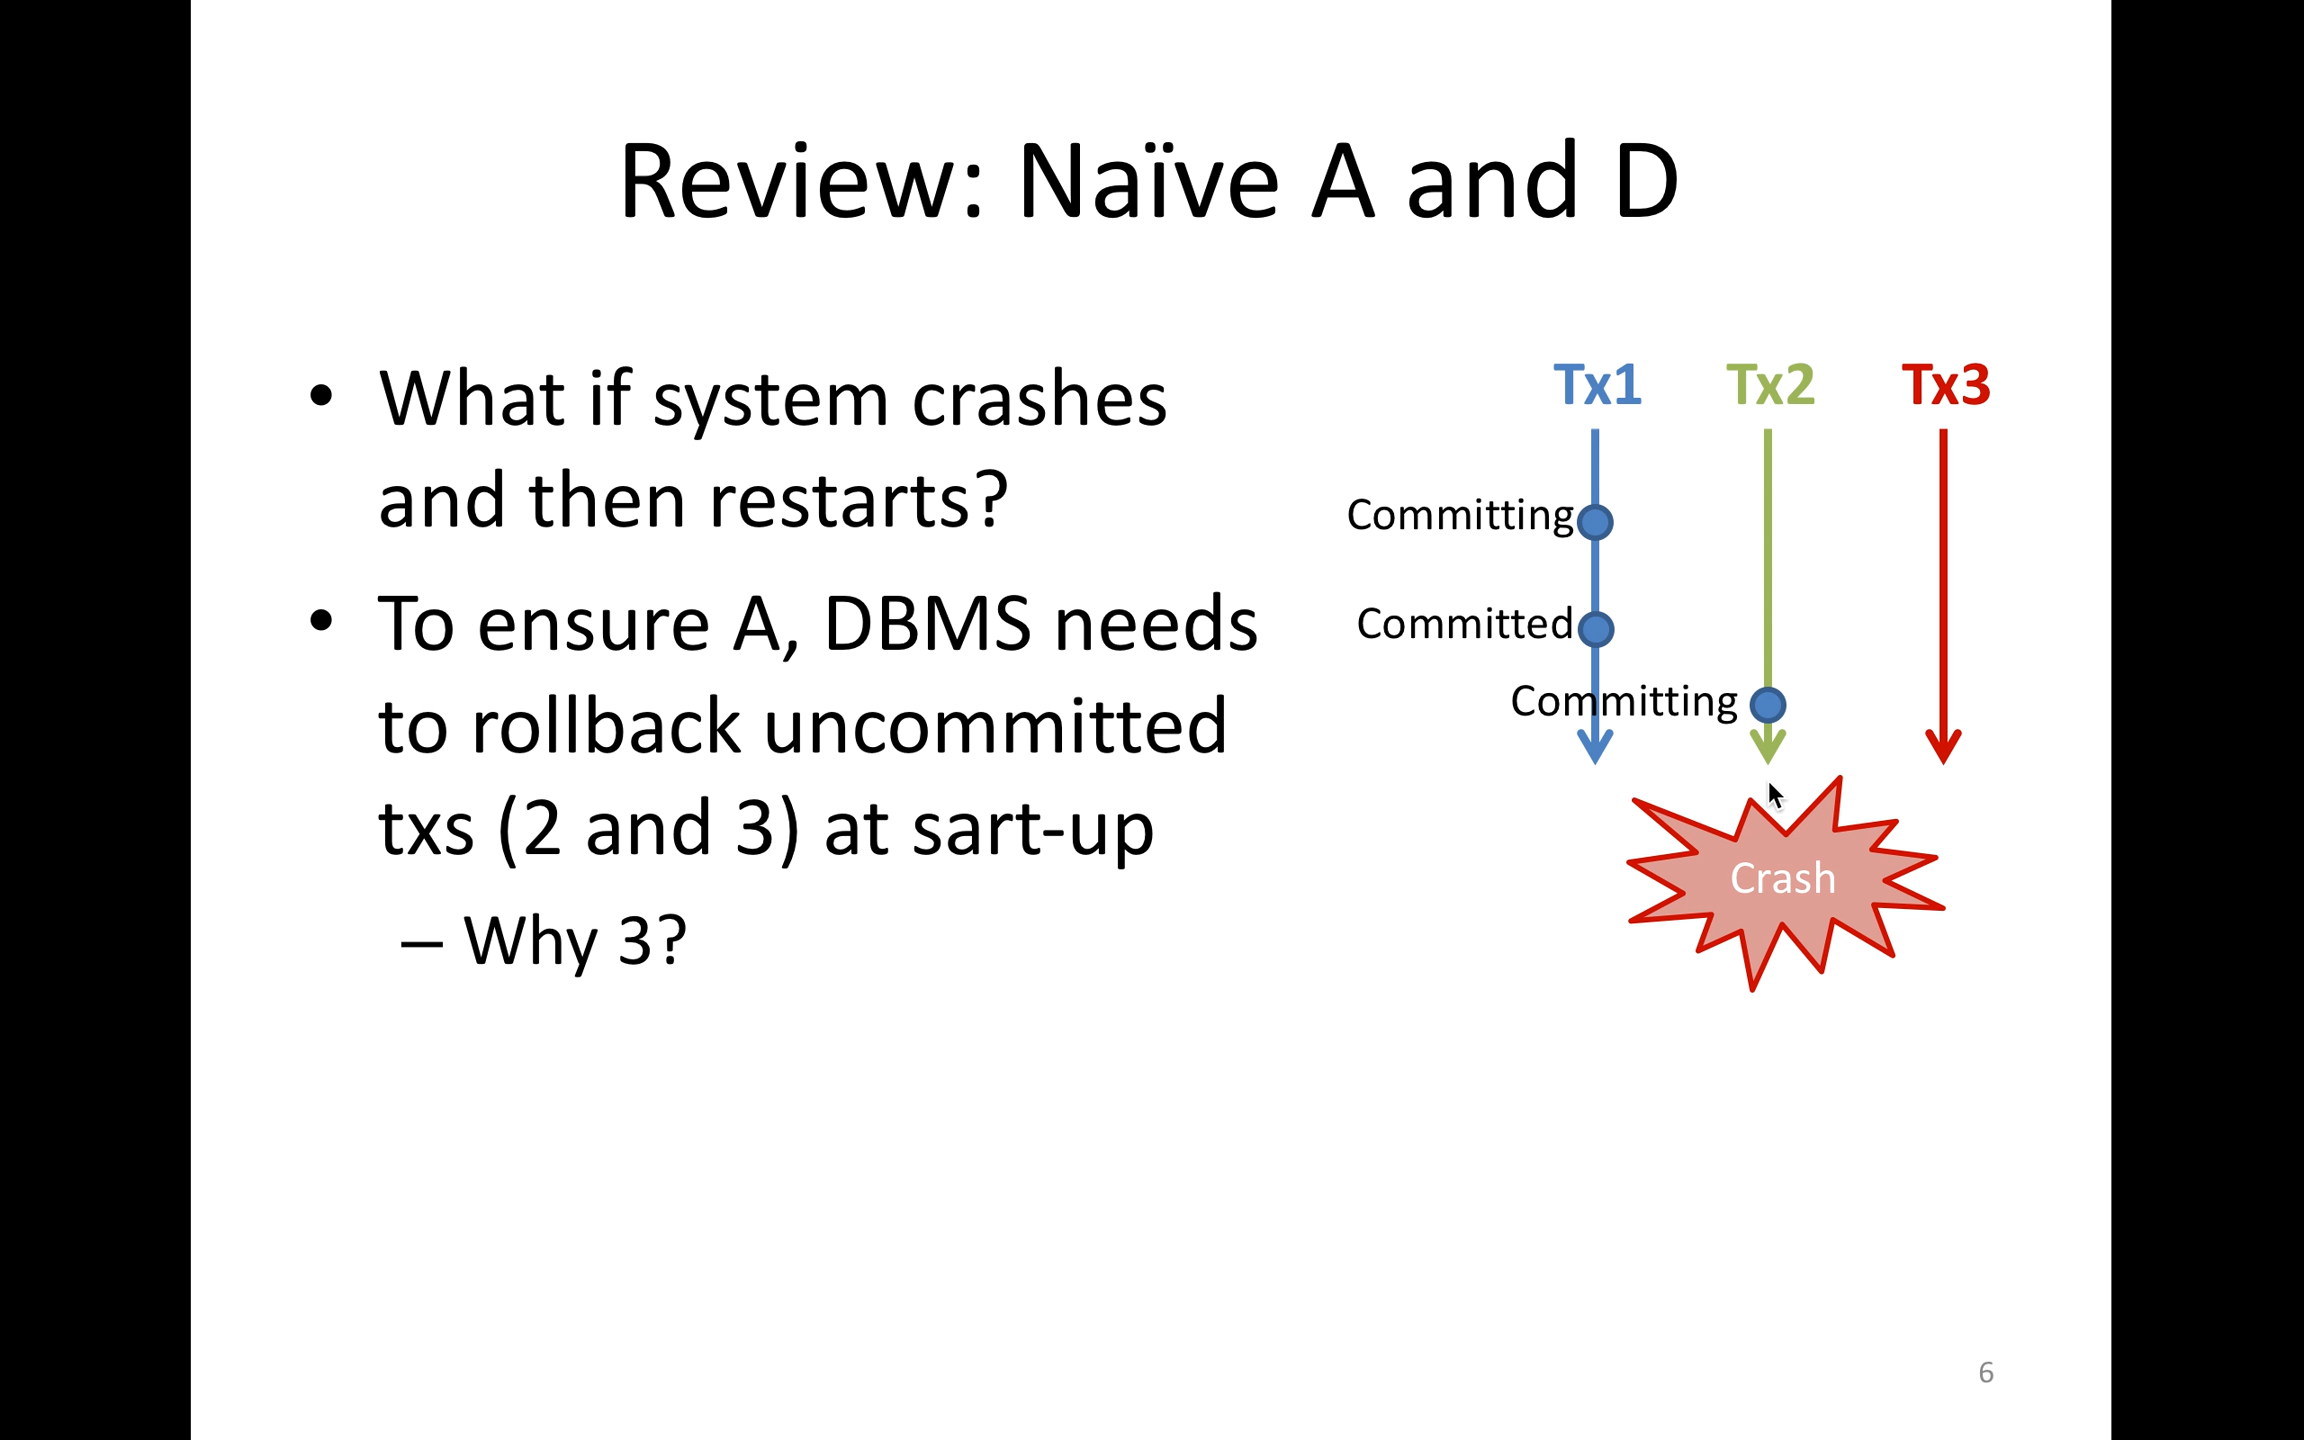 Review: Naïve A and D
• What if system crashes
and then restarts?
• To ensure A, DBMS needs
to rollback uncommitted
txs (2 and 3) at sart-up
– Why 3?
Tx1 Tx2 Tx3
Committing
Committed
Committing
Crash
6